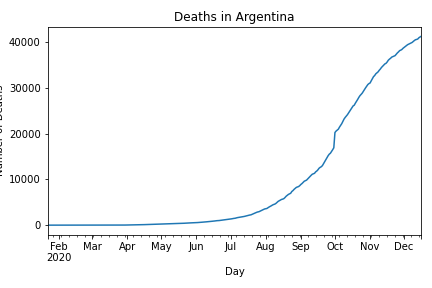 Deaths in Argentina
Number of Deaths
40000
30000
20000
10000
0
Feb Mar Apr May Jun Jul Aug Sep Oct Nov Dec
2020
Day